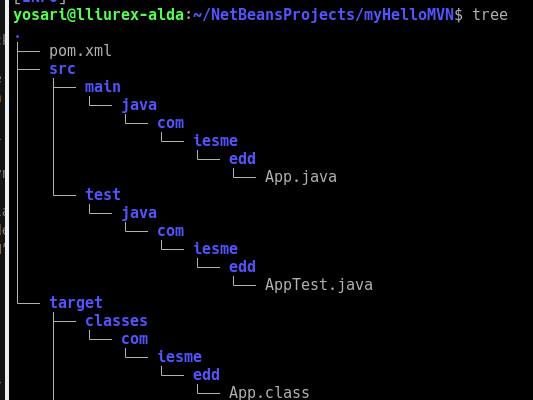 yosari@lliurex-alda:~/NetBeansProjects/myHelloMVN$ tree
.
├── pom.xml
├── src
│   ├── main
│   │   └── java
│   │       └── com
│   │           └── iesme
│   │               └── edd
│   │                   └── App.java
│   └── test
│       └── java
│           └── com
│               └── iesme
│                   └── edd
│                       └── AppTest.java
└── target
    ├── classes
    │   └── com
    │       └── iesme
    │           └── edd
    │               └── App.class